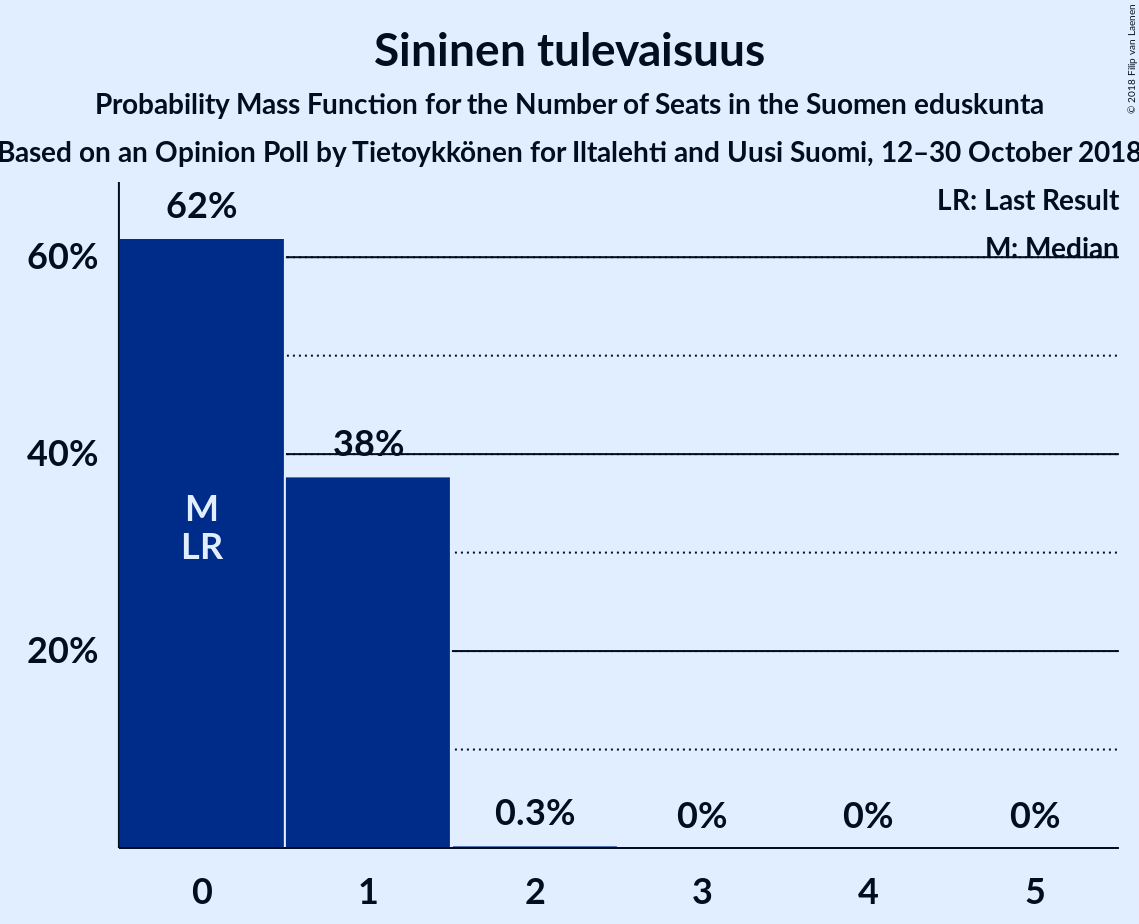 Sininen tulevaisuus
Probability Mass Function for the Number of Seats in the Suomen eduskunta
Based on an Opinion Poll by Tietoykkönen for Iltalehti and Uusi Suomi, 12–30 October 2018
© 2018 Filip van Laenen
LR: Last Result
M: Median
62%
60%
38%
40%
M
LR
20%
0.3%
0%
0%
0%
0
1
2
3
4
5